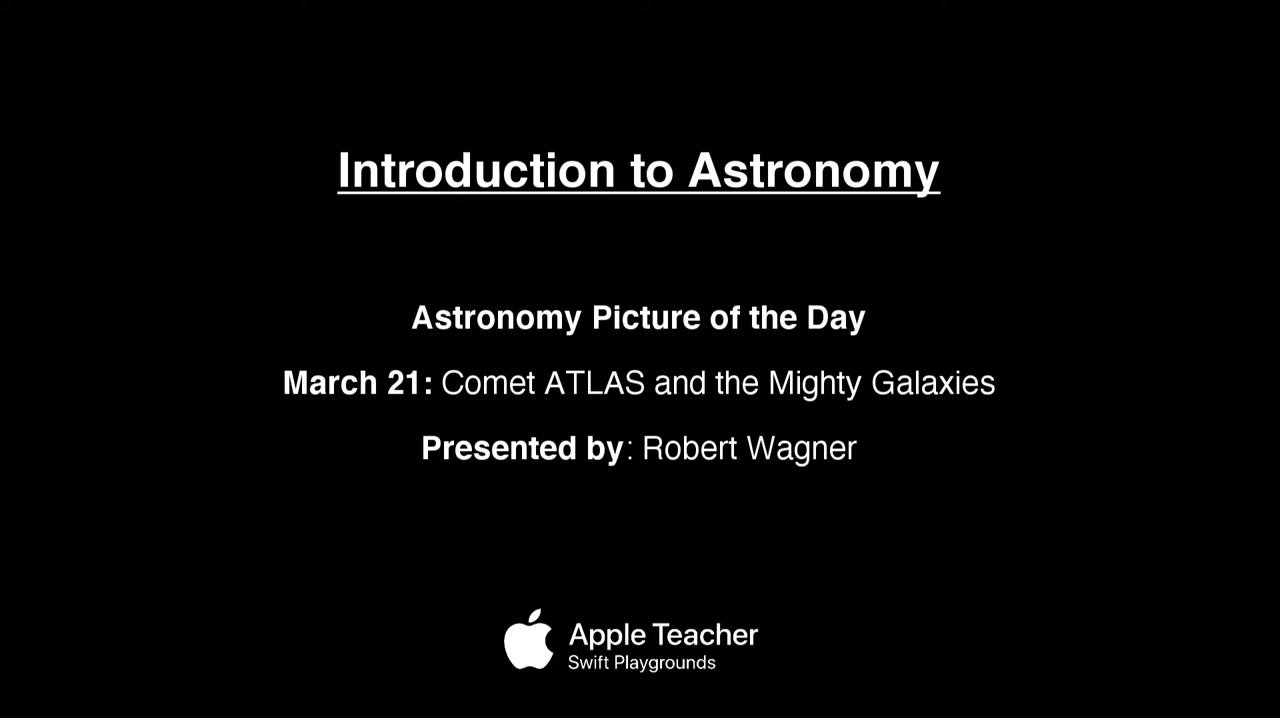 Introduction to Astronomy
Astronomy Picture of the Day
March 21: Comet ATLAS and the Mighty Galaxies
Presented by: Robert Wagner
Apple Teacher
Swift Playgrounds